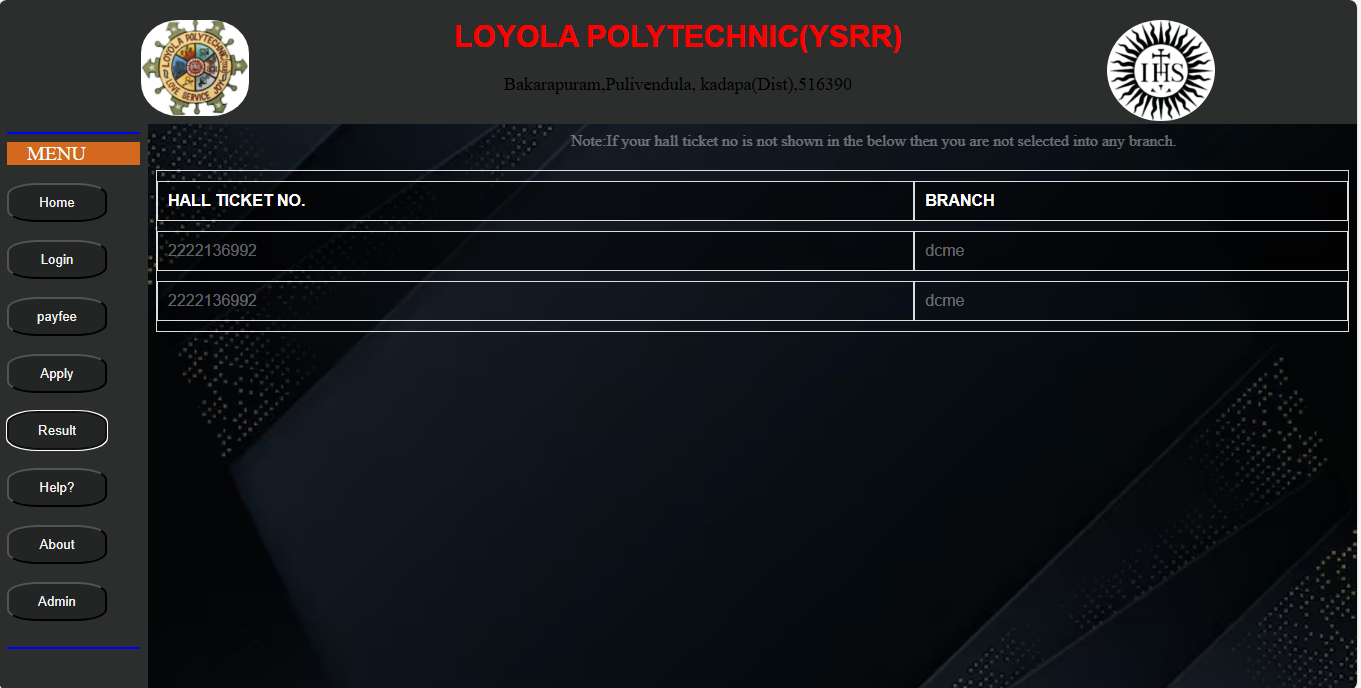 LOYOLA POLYTECHNIC(YSRR)
Bakarapuram,Pulivendula, kadapa(Dist),516390
LOYOLA POLYTECHNIC
LOVE SERVICE JOY
IHS
MENU
Home
Login
payfee
Apply
Result
Help?
About
Admin
Note:If your hall ticket no is not shown in the below then you are not selected into any branch.
HALL TICKET NO. BRANCH
2222136992 dcme
2222136992 dcme